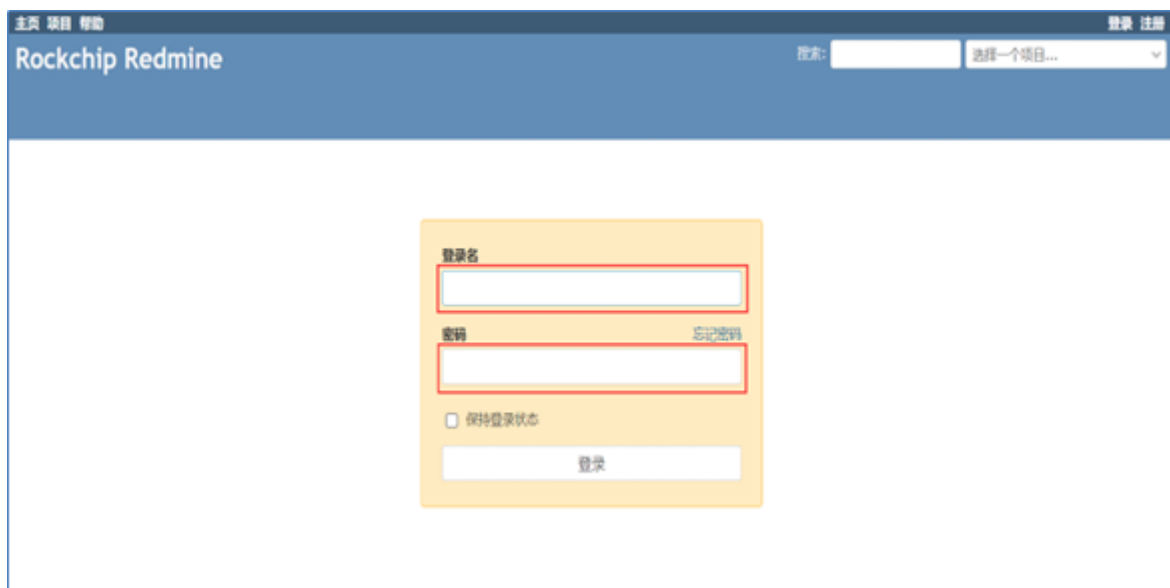 主页 项目 帮助 登录 注册
Rockchip Redmine 搜索: 选择一个项目...
登录名
密码 忘记密码
保持登录状态
登录